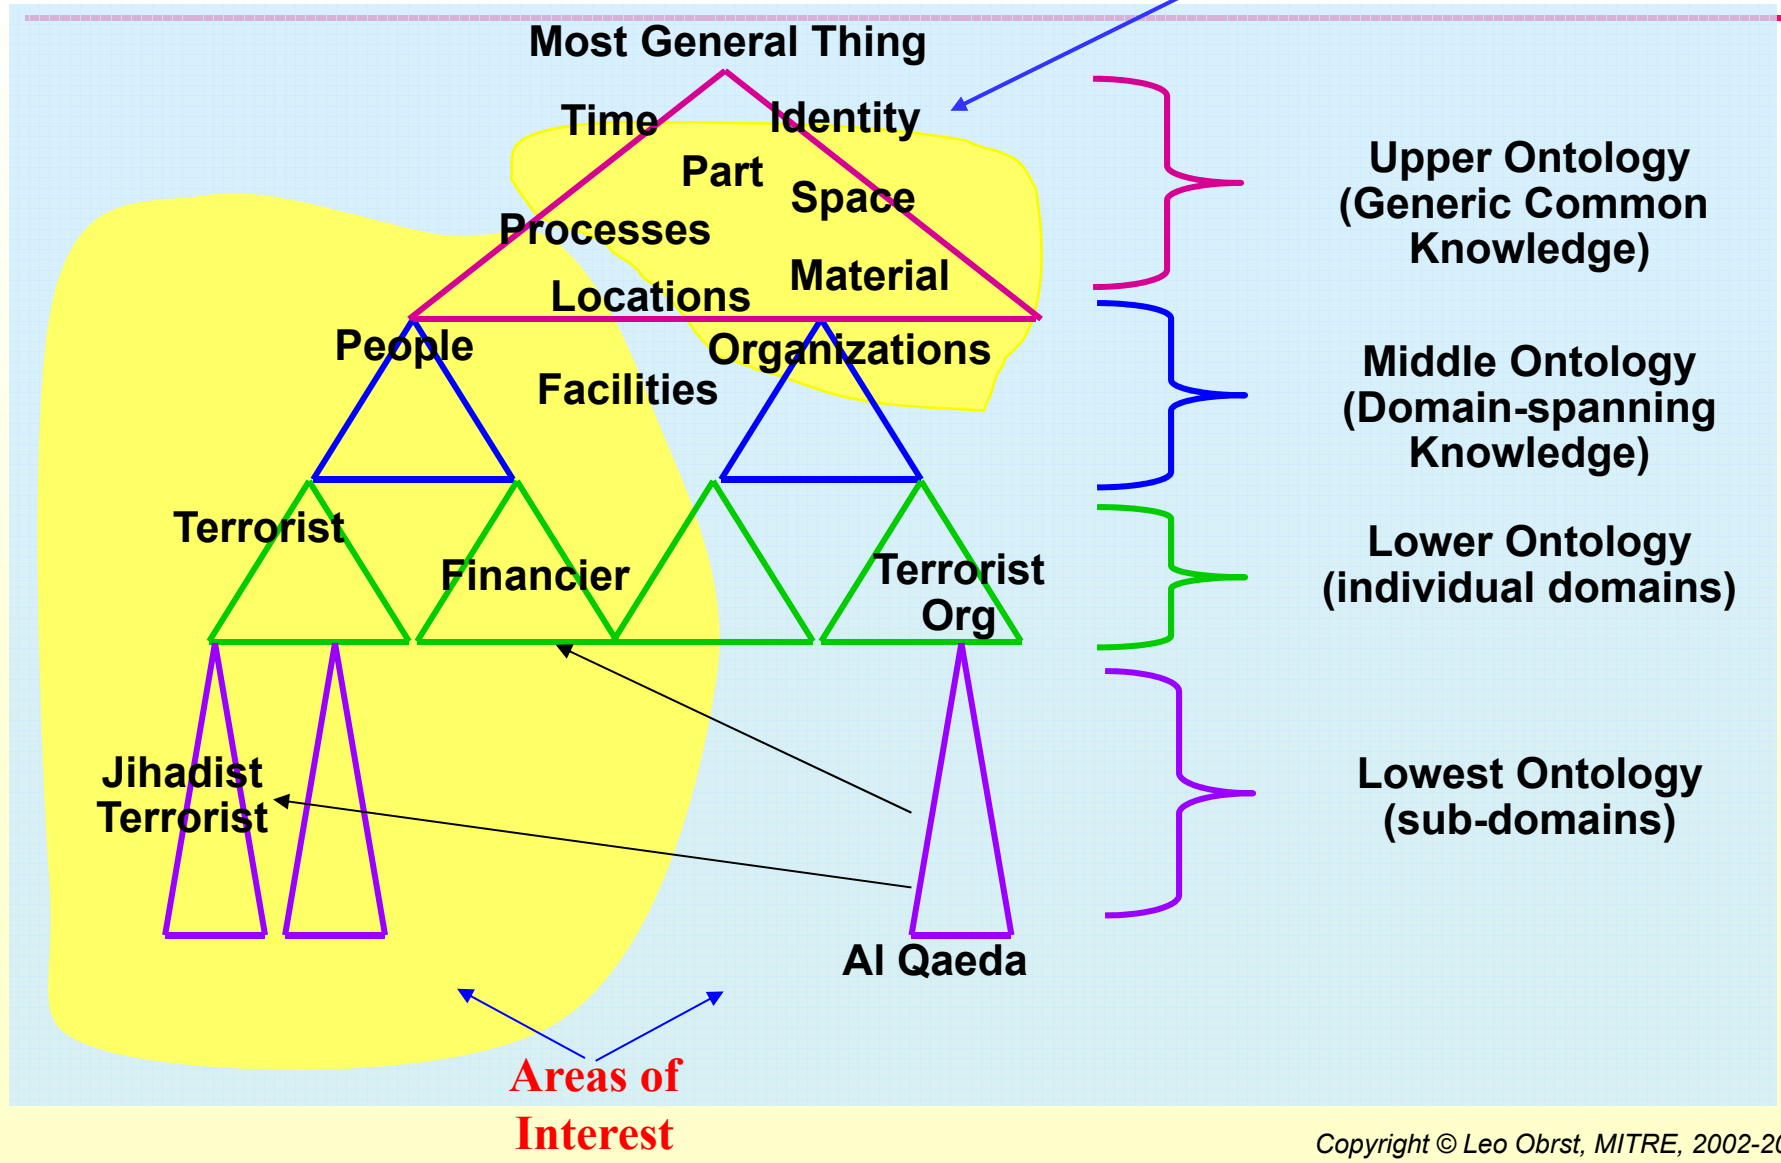 Most General Thing
Time
Identity
Part
Space
Processes
Material
Locations
People
Organizations
Facilities
Terrorist
Financier
Terrorist
Org
Jihadist
Terrorist
Al Qaeda
Areas of
Interest
Upper Ontology
(Generic Common
Knowledge)
Middle Ontology
(Domain-spanning
Knowledge)
Lower Ontology
(individual domains)
Lowest Ontology
(sub-domains)
Copyright © Leo Obrst, MITRE, 2002-20